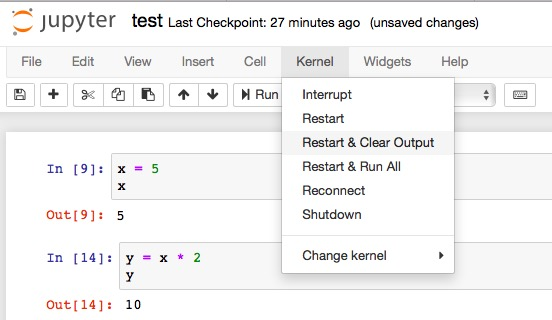 jupyter test Last Checkpoint: 27 minutes ago (unsaved changes)
File Edit View Insert Cell Kernel Widgets Help
Run
Interrupt
Restart
Restart & Clear Output
Restart & Run All
Reconnect
Shutdown
Change kernel
In [9]: x = 5
x
Out[9]: 5
In [14]: y = x * 2
y
Out[14]: 10